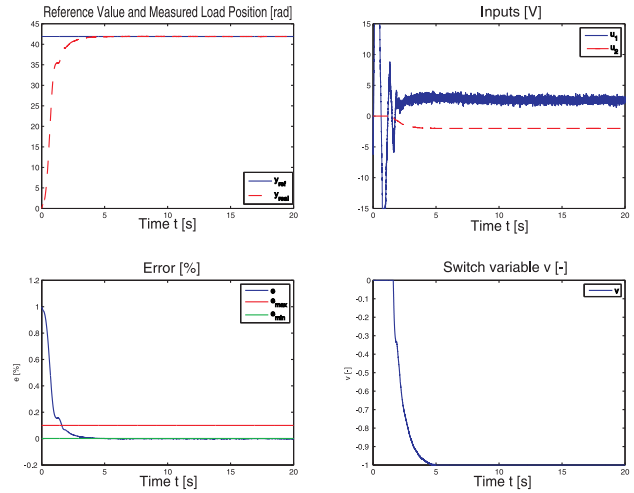 Reference Value and Measured Load Position [rad]
45
40
35
30
25
20
15
10
5
0
y_ref
y_real
0 5 10 15 20
Time t [s]
Inputs [V]
15
10
5
0
-5
-10
-15
u_1
u_2
0 5 10 15 20
Time t [s]
Error [%]
e [%]
1.2
1
0.8
0.6
0.4
0.2
0
-0.2
e
e_max
e_min
0 5 10 15 20
Time t [s]
Switch variable v [-]
v [-]
0
-0.1
-0.2
-0.3
-0.4
-0.5
-0.6
-0.7
-0.8
-0.9
-1
v
0 5 10 15 20
Time t [s]